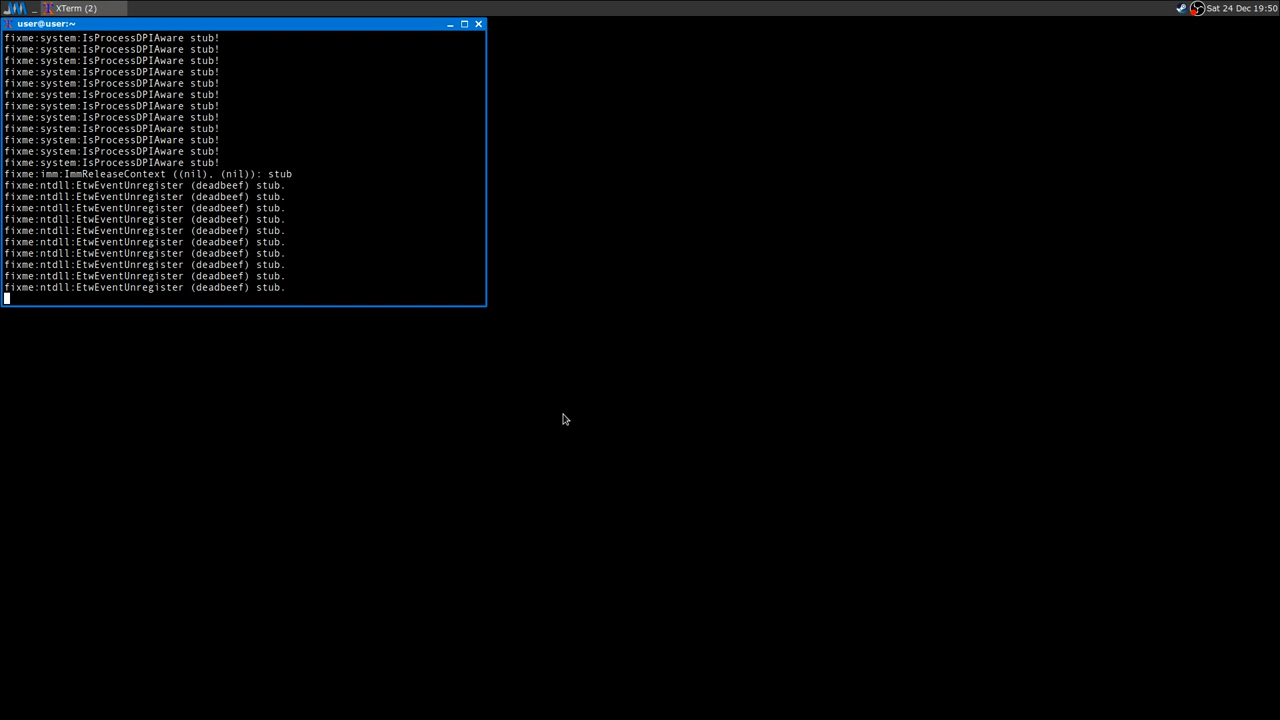 XTerm (2)
Sat 24 Dec 19:50
user@user:~
fixme:system:IsProcessDPIAware stub!
fixme:system:IsProcessDPIAware stub!
fixme:system:IsProcessDPIAware stub!
fixme:system:IsProcessDPIAware stub!
fixme:system:IsProcessDPIAware stub!
fixme:system:IsProcessDPIAware stub!
fixme:system:IsProcessDPIAware stub!
fixme:system:IsProcessDPIAware stub!
fixme:system:IsProcessDPIAware stub!
fixme:system:IsProcessDPIAware stub!
fixme:system:IsProcessDPIAware stub!
fixme:system:IsProcessDPIAware stub!
fixme:imm:ImmReleaseContext ((nil), (nil)): stub
fixme:ntdll:EtwEventUnregister (deadbeef) stub.
fixme:ntdll:EtwEventUnregister (deadbeef) stub.
fixme:ntdll:EtwEventUnregister (deadbeef) stub.
fixme:ntdll:EtwEventUnregister (deadbeef) stub.
fixme:ntdll:EtwEventUnregister (deadbeef) stub.
fixme:ntdll:EtwEventUnregister (deadbeef) stub.
fixme:ntdll:EtwEventUnregister (deadbeef) stub.
fixme:ntdll:EtwEventUnregister (deadbeef) stub.
fixme:ntdll:EtwEventUnregister (deadbeef) stub.
fixme:ntdll:EtwEventUnregister (deadbeef) stub.